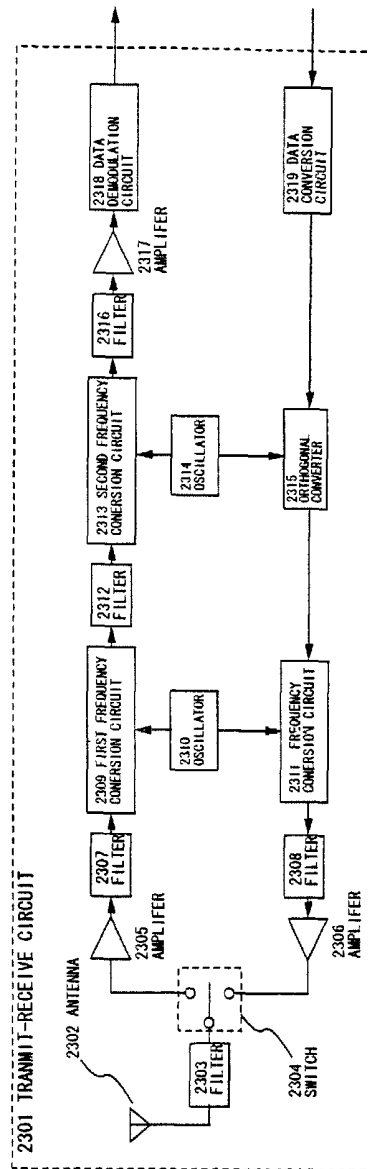 2301 TRANMIT-RECEIVE CIRCUIT
2302 ANTENNA
2303
FILTER
2304
SWITCH
2305
AMPLIFER
2307
FILTER
2309 FIRST FREQUENCY
CONERSION CIRCUIT
2312
FILTER
2313 SECOND FREQUENCY
CONERSION CIRCUIT
2316
FILTER
2317
AMPLIFER
2318 DATA
DEMODULATION
CIRCUIT
2310
OSCILLATOR
2314
OSCILLATOR
2306
AMPLIFER
2308
FILTER
2311 FREQUENCY
CONERSION CIRCUIT
2315 ORTHOGONAL
CONVERTER
2319 DATA
CONVERSION
CIRCUIT